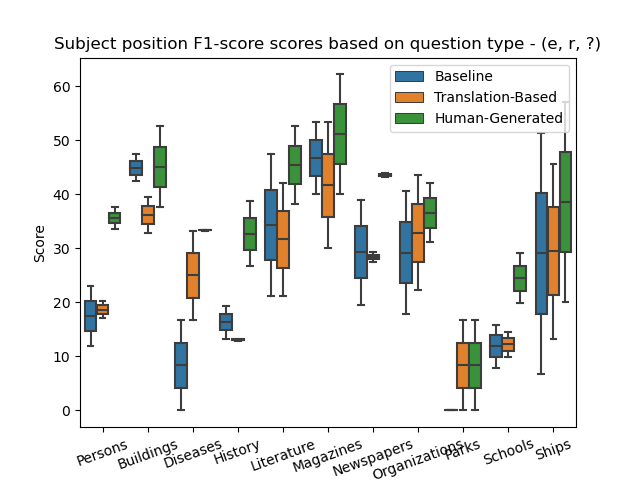 Subject position F1-score scores based on question type - (e, r, ?)
Baseline
Translation-Based
Human-Generated
Score
60
50
40
30
20
10
0
Persons
Buildings
Diseases
History
Literature
Magazines
Newspapers
Organizations
Parks
Schools
Ships